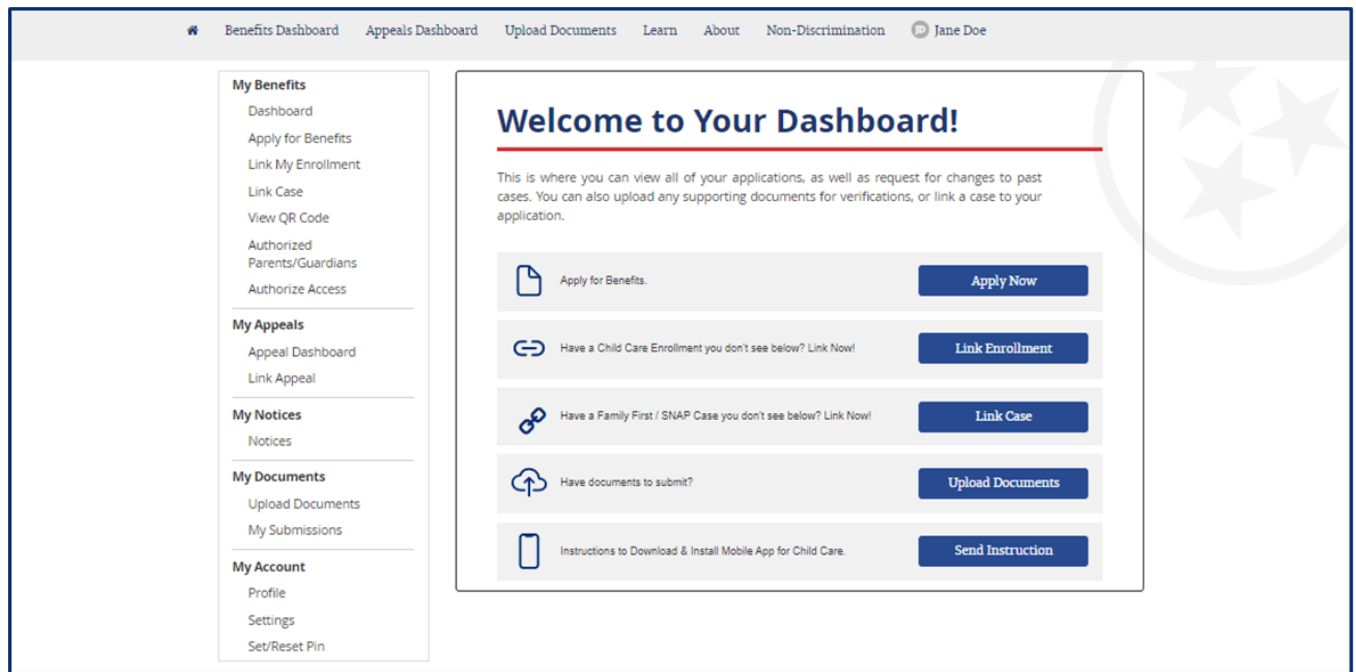 Benefits Dashboard Appeals Dashboard Upload Documents Learn About Non-Discrimination JD Jane Doe
My Benefits
Dashboard
Apply for Benefits
Link My Enrollment
Link Case
View QR Code
Authorized
Parents/Guardians
Authorize Access
My Appeals
Appeal Dashboard
Link Appeal
My Notices
Notices
My Documents
Upload Documents
My Submissions
My Account
Profile
Settings
Set/Reset Pin
Welcome to Your Dashboard!
This is where you can view all of your applications, as well as request for changes to past
cases. You can also upload any supporting documents for verifications, or link a case to your
application.
Apply for Benefits. Apply Now
Have a Child Care Enrollment you don't see below? Link Now! Link Enrollment
Have a Family First / SNAP Case you don't see below? Link Now! Link Case
Have documents to submit? Upload Documents
Instructions to Download & Install Mobile App for Child Care. Send Instruction